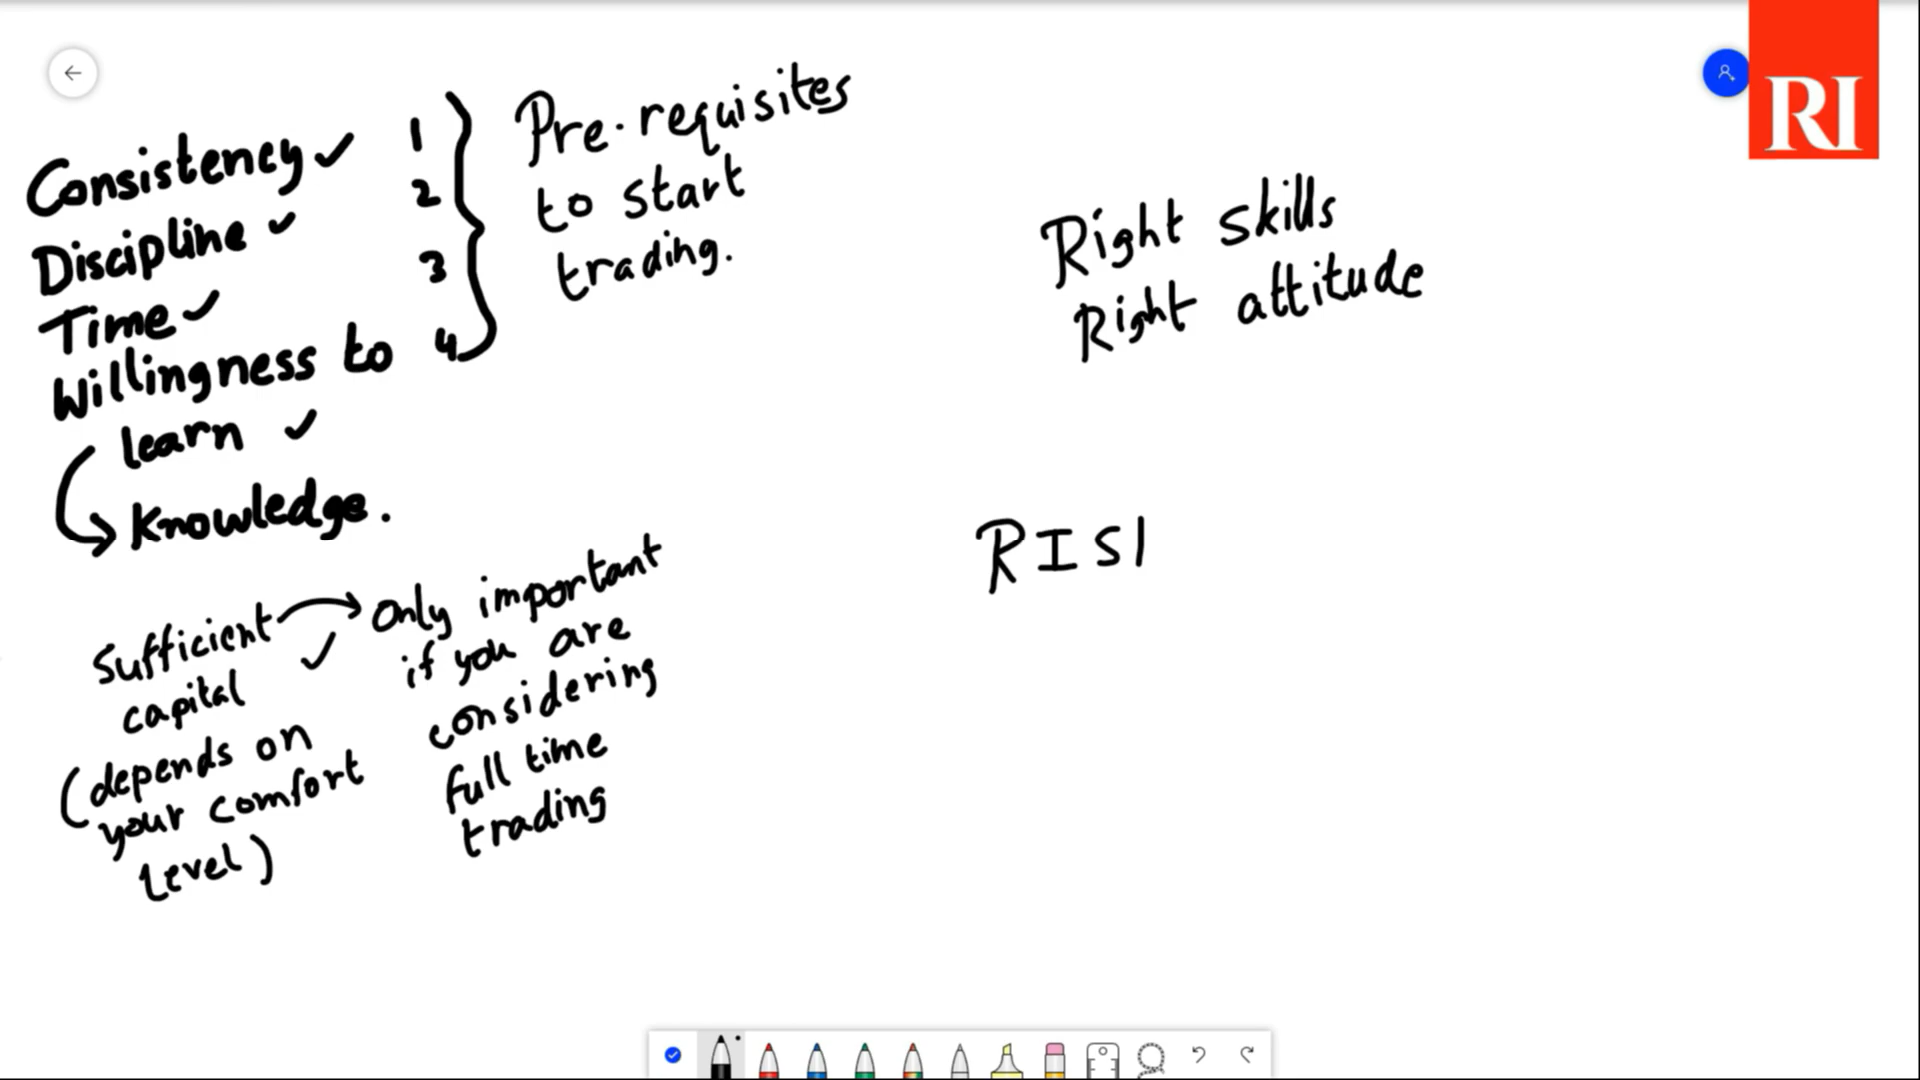 Consistency ✓ 1
Discipline ✓ 2
Time ✓ 3
Willingness to 4
learn ✓
Knowledge.
Pre-requisites
to start
trading.
Sufficient
capital ✓
(depends on
your comfort
level)
Only important
if you are
considering
full time
trading
Right skills
Right attitude
RISI
RI